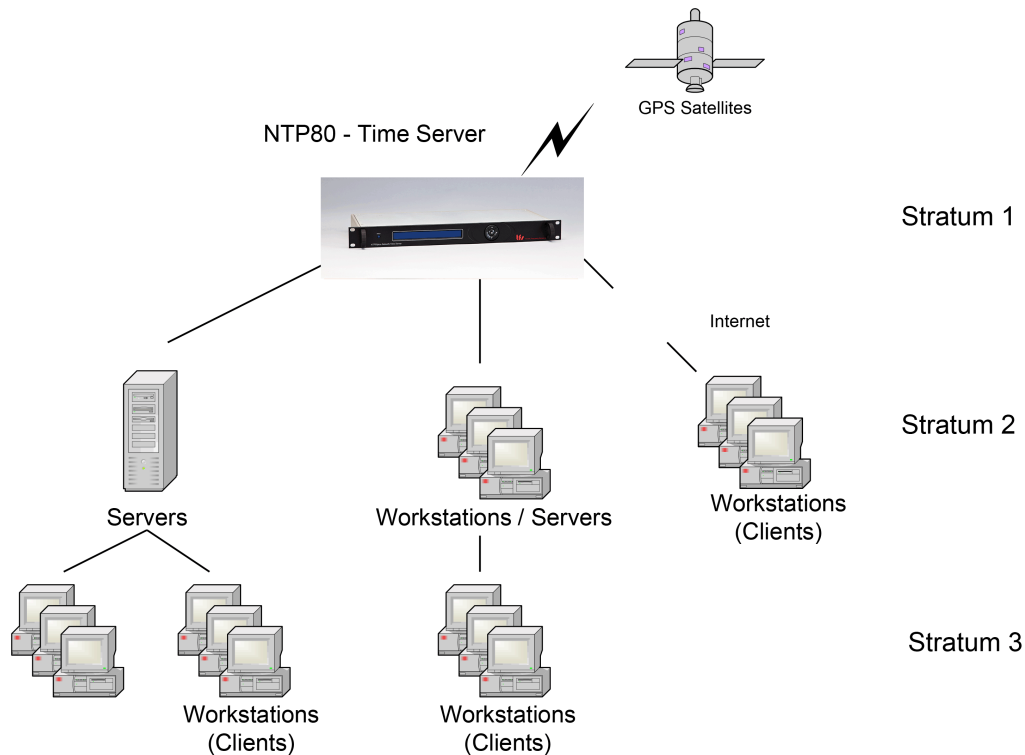 GPS Satellites
NTP80 - Time Server
Stratum 1
Internet
Stratum 2
Servers
Workstations / Servers
Workstations
(Clients)
Stratum 3
Workstations
(Clients)
Workstations
(Clients)